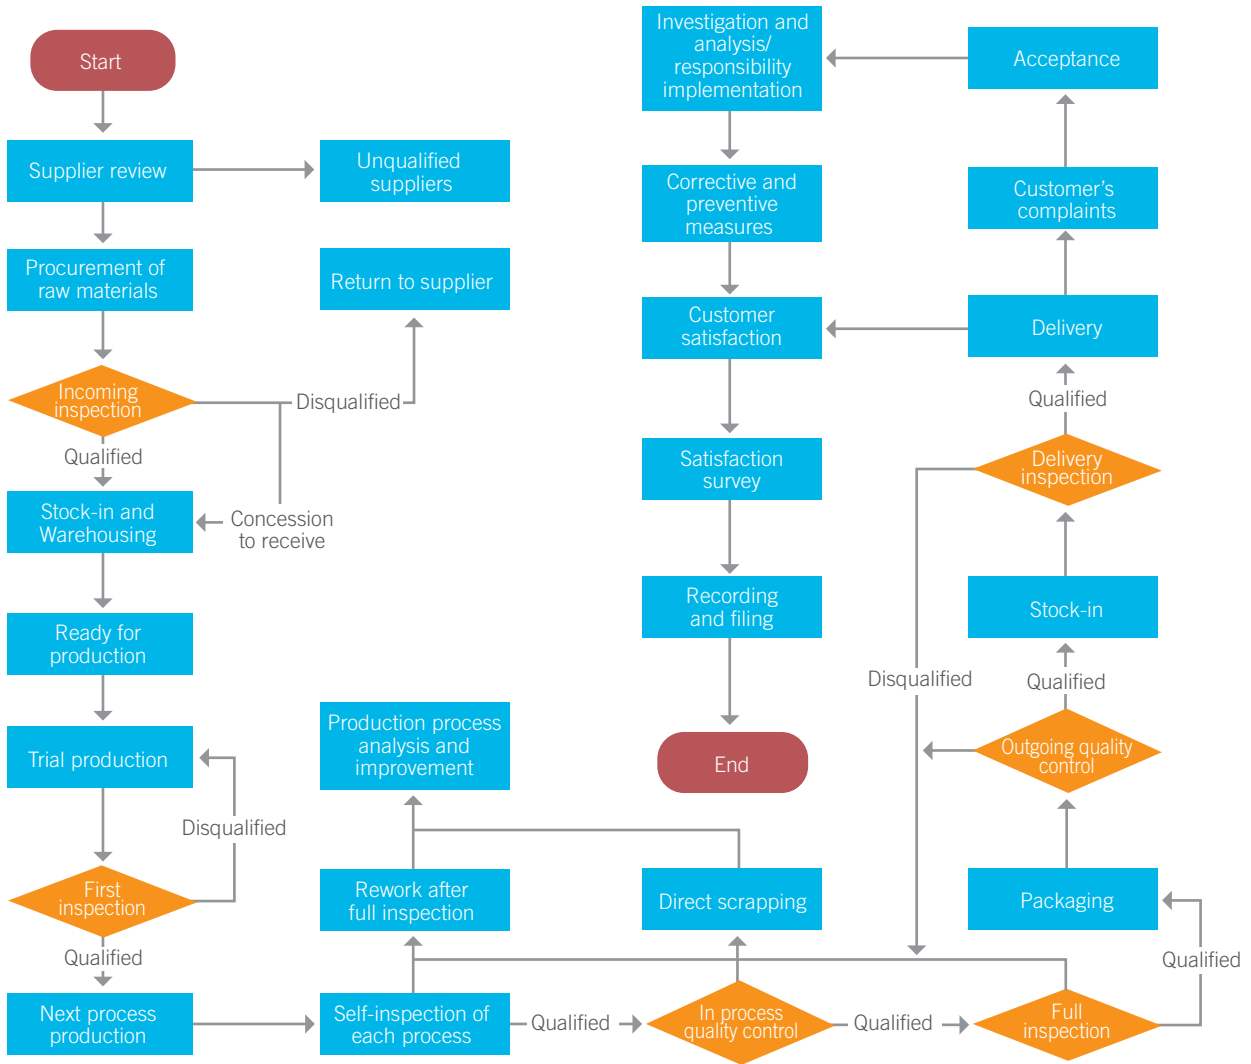 Start
Supplier review
Unqualified
suppliers
Procurement of
raw materials
Return to supplier
Incoming
inspection
Disqualified
Qualified
Stock-in and
Warehousing
Concession
to receive
Ready for
production
Trial production
Disqualified
First
inspection
Qualified
Next process
production
Self-inspection of
each process
Qualified
In process
quality control
Qualified
Full
inspection
Qualified
Rework after
full inspection
Direct scrapping
Production process
analysis and
improvement
Packaging
Outgoing quality
control
Disqualified
Qualified
Stock-in
Delivery
inspection
Qualified
Delivery
Customer's
complaints
Acceptance
Investigation and
analysis/
responsibility
implementation
Corrective and
preventive
measures
Customer
satisfaction
Satisfaction
survey
Recording
and filing
End